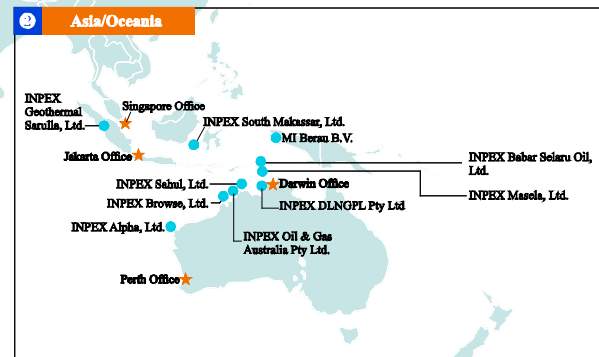 2 Asia/Oceania
INPEX
Geothermal
Sarulla, Ltd.
Singapore Office
INPEX South Makassar, Ltd.
MI Berau B.V.
Jakarta Office
INPEX Babar Selaru Oil,
Ltd.
INPEX Sahul, Ltd.
Darwin Office
INPEX Masela, Ltd.
INPEX Browse, Ltd.
INPEX DLNGPL Pty Ltd
INPEX Alpha, Ltd.
INPEX Oil & Gas
Australia Pty Ltd.
Perth Office